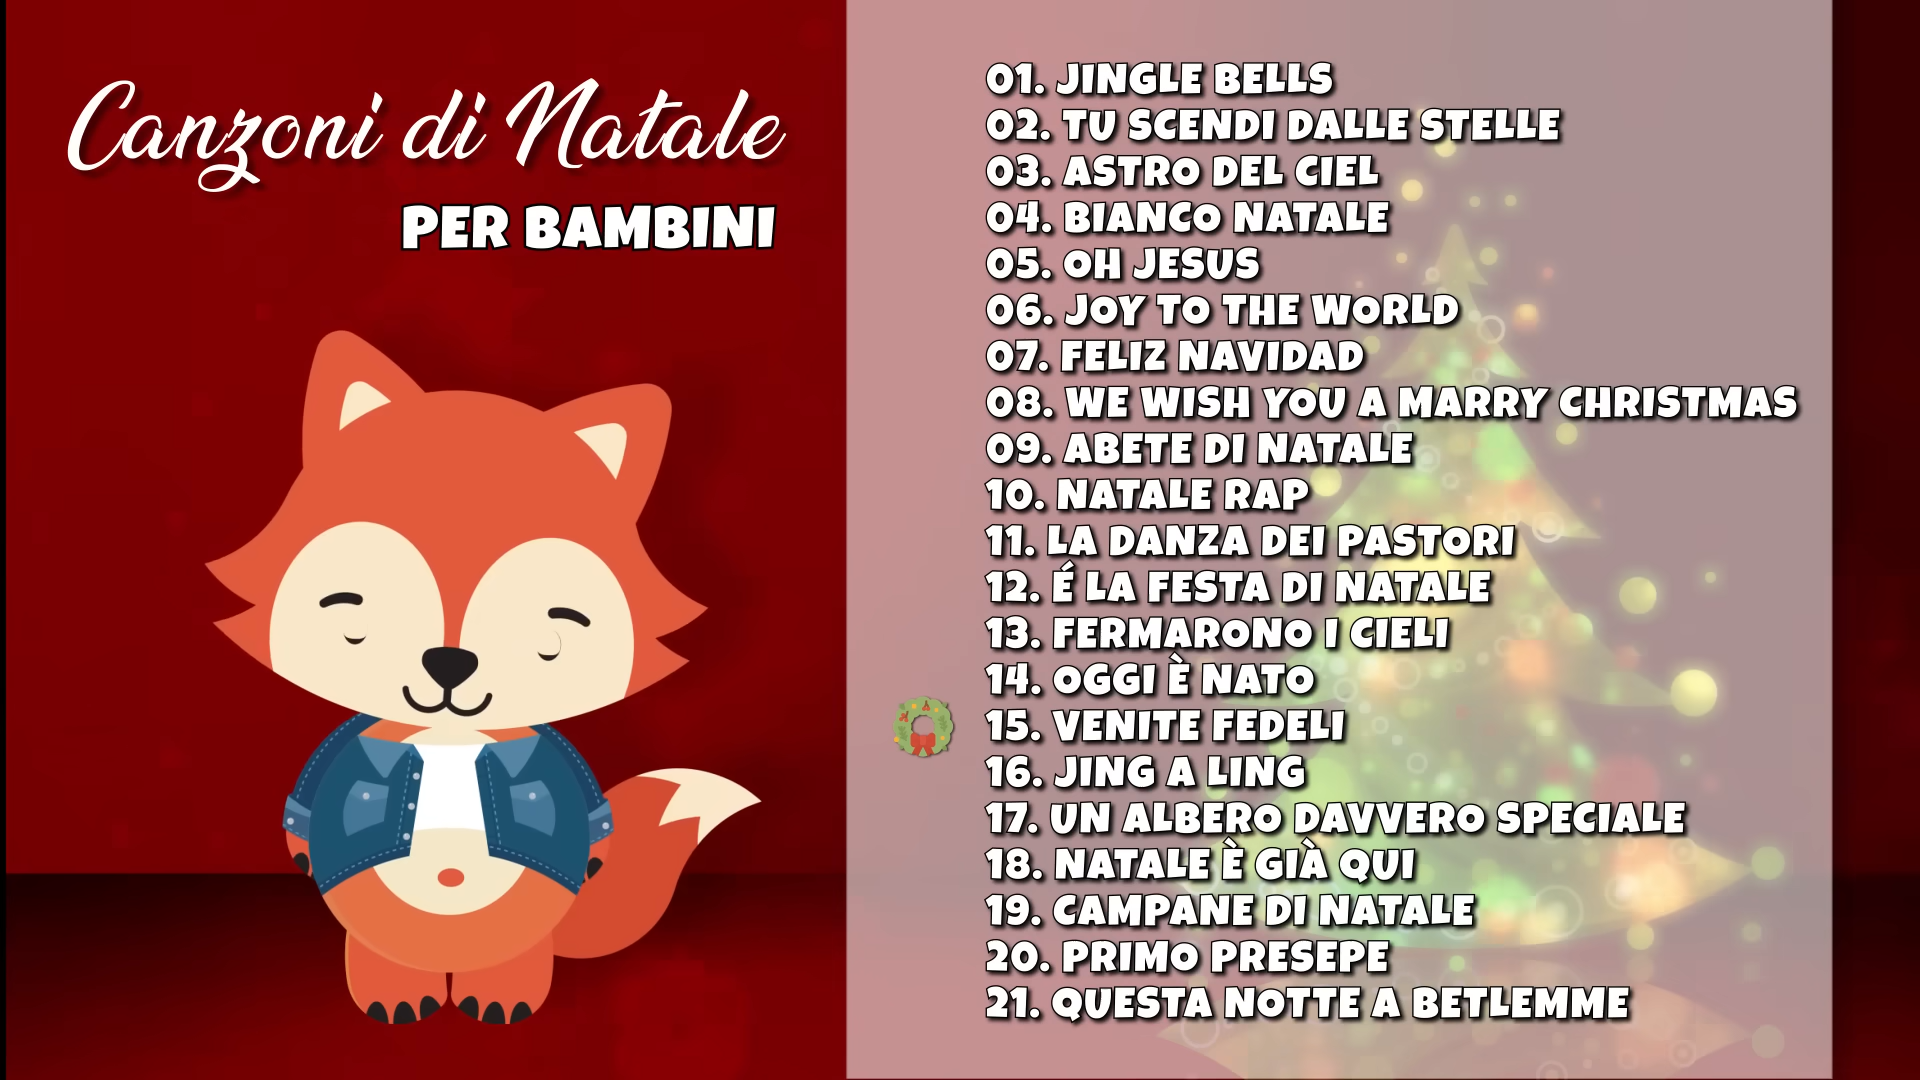 Canzoni di Natale
PER BAMBINI
01. JINGLE BELLS
02. TU SCENDI DALLE STELLE
03. ASTRO DEL CIEL
04. BIANCO NATALE
05. OH JESUS
06. JOY TO THE WORLD
07. FELIZ NAVIDAD
08. WE WISH YOU A MARRY CHRISTMAS
09. ABETE DI NATALE
10. NATALE RAP
11. LA DANZA DEI PASTORI
12. É LA FESTA DI NATALE
13. FERMARONO I CIELI
14. OGGI È NATO
15. VENITE FEDELI
16. JING A LING
17. UN ALBERO DAVVERO SPECIALE
18. NATALE È GIÀ QUI
19. CAMPANE DI NATALE
20. PRIMO PRESEPE
21. QUESTA NOTTE A BETLEMME